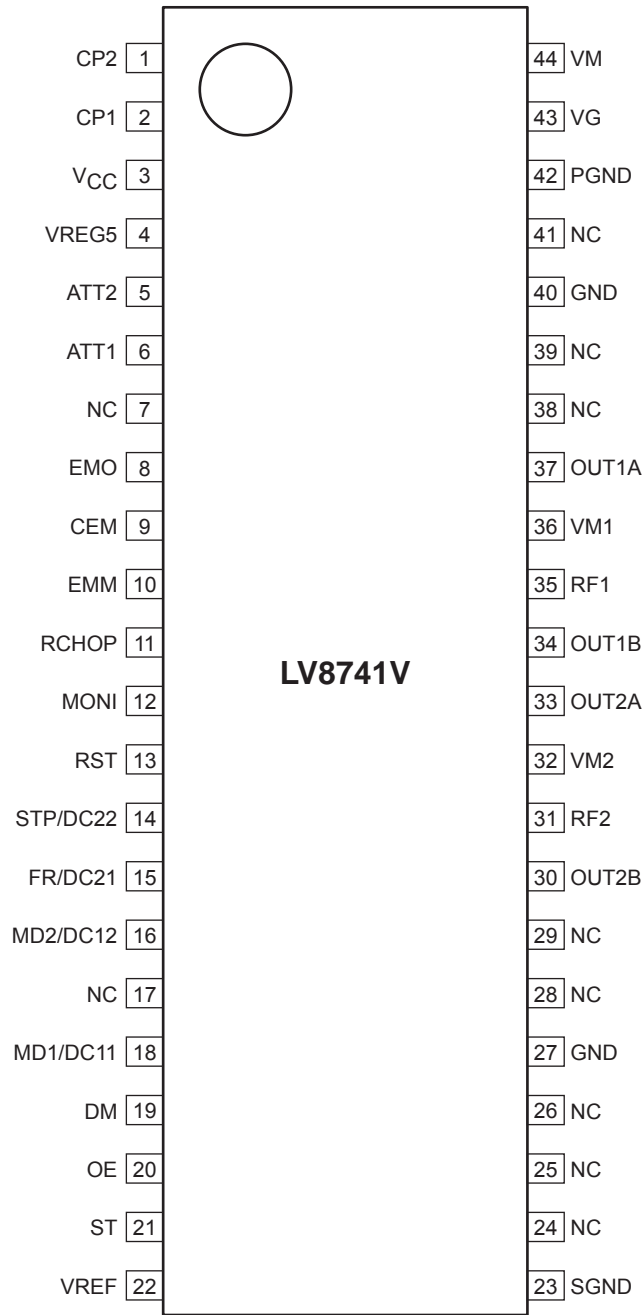 CP2 1
44 VM
CP1 2
43 VG
VCC 3
42 PGND
VREG5 4
41 NC
ATT2 5
40 GND
ATT1 6
39 NC
NC 7
38 NC
EMO 8
37 OUT1A
CEM 9
36 VM1
EMM 10
35 RF1
RCHOP 11
34 OUT1B
LV8741V
MONI 12
33 OUT2A
RST 13
32 VM2
STP/DC22 14
31 RF2
FR/DC21 15
30 OUT2B
MD2/DC12 16
29 NC
NC 17
28 NC
MD1/DC11 18
27 GND
DM 19
26 NC
OE 20
25 NC
ST 21
24 NC
VREF 22
23 SGND